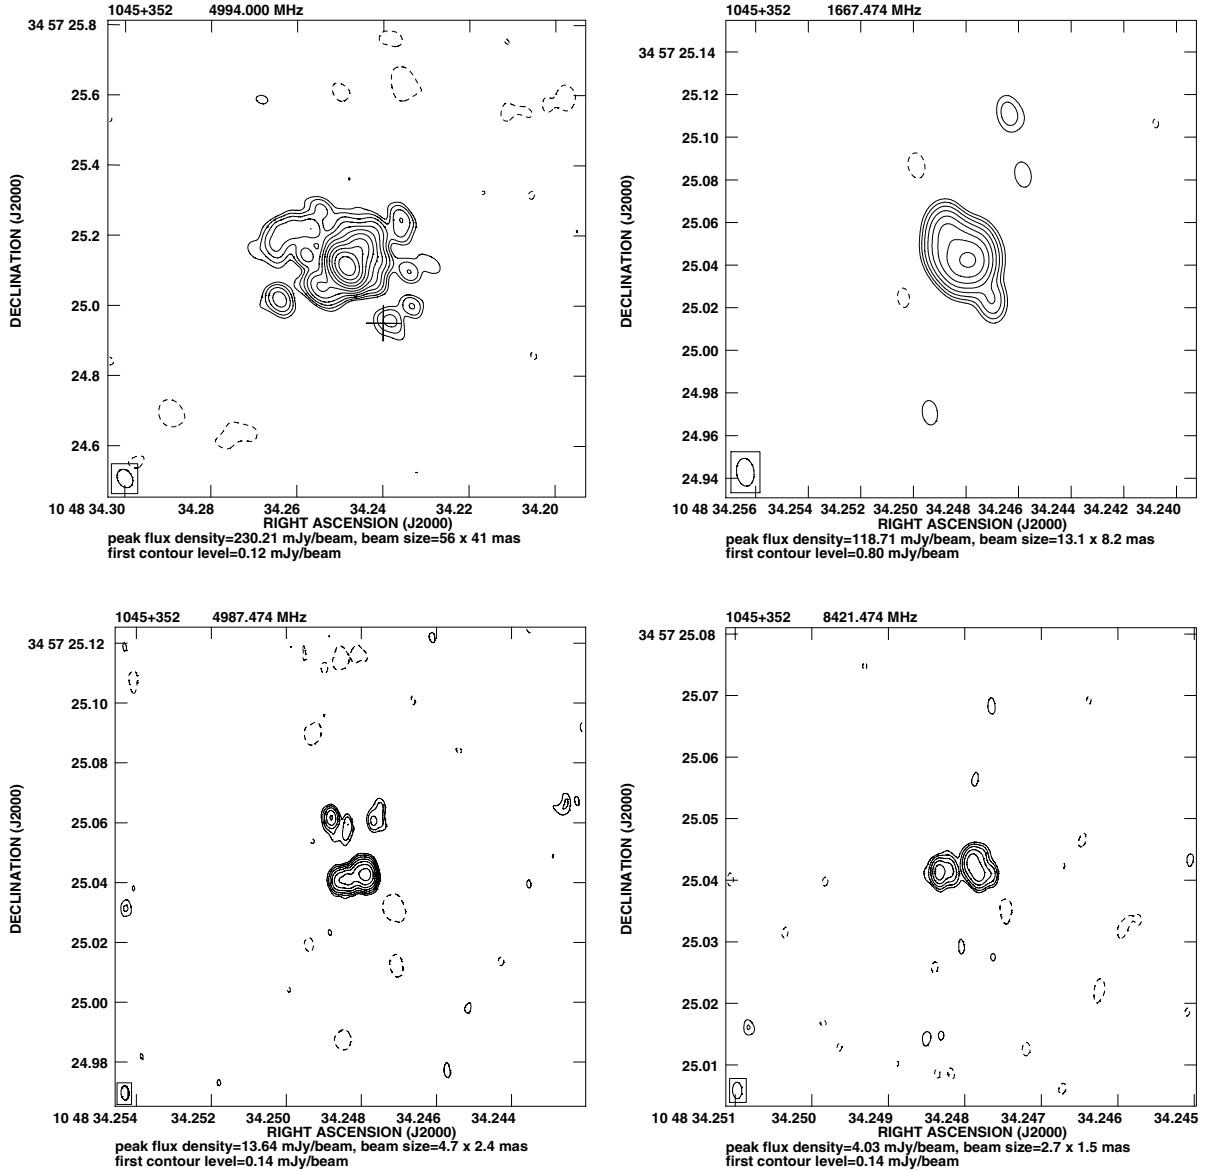 1045+352 4994.000 MHz
34 57 25.8
25.6
25.4
25.2
25.0
24.8
24.6
DECLINATION (J2000)
10 48 34.30 34.28 34.26 34.24 34.22 34.20
RIGHT ASCENSION (J2000)
peak flux density=230.21 mJy/beam, beam size=56 x 41 mas
first contour level=0.12 mJy/beam
1045+352 1667.474 MHz
34 57 25.14
25.12
25.10
25.08
25.06
25.04
25.02
25.00
24.98
24.96
24.94
DECLINATION (J2000)
10 48 34.256 34.254 34.252 34.250 34.248 34.246 34.244 34.242 34.240
RIGHT ASCENSION (J2000)
peak flux density=118.71 mJy/beam, beam size=13.1 x 8.2 mas
first contour level=0.80 mJy/beam
1045+352 4987.474 MHz
34 57 25.12
25.10
25.08
25.06
25.04
25.02
25.00
24.98
DECLINATION (J2000)
10 48 34.254 34.252 34.250 34.248 34.246 34.244
RIGHT ASCENSION (J2000)
peak flux density=13.64 mJy/beam, beam size=4.7 x 2.4 mas
first contour level=0.14 mJy/beam
1045+352 8421.474 MHz
34 57 25.08
25.07
25.06
25.05
25.04
25.03
25.02
25.01
DECLINATION (J2000)
10 48 34.251 34.250 34.249 34.248 34.247 34.246 34.245
RIGHT ASCENSION (J2000)
peak flux density=4.03 mJy/beam, beam size=2.7 x 1.5 mas
first contour level=0.14 mJy/beam